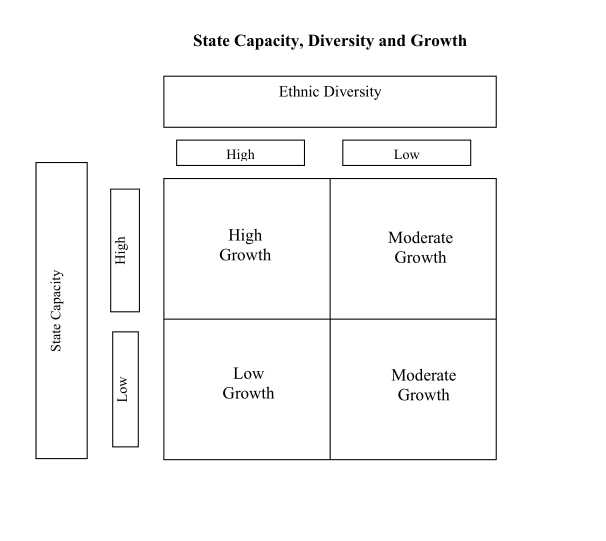 State Capacity, Diversity and Growth
Ethnic Diversity
High
Low
State Capacity
High
High
Growth
Moderate
Growth
Low
Low
Growth
Moderate
Growth